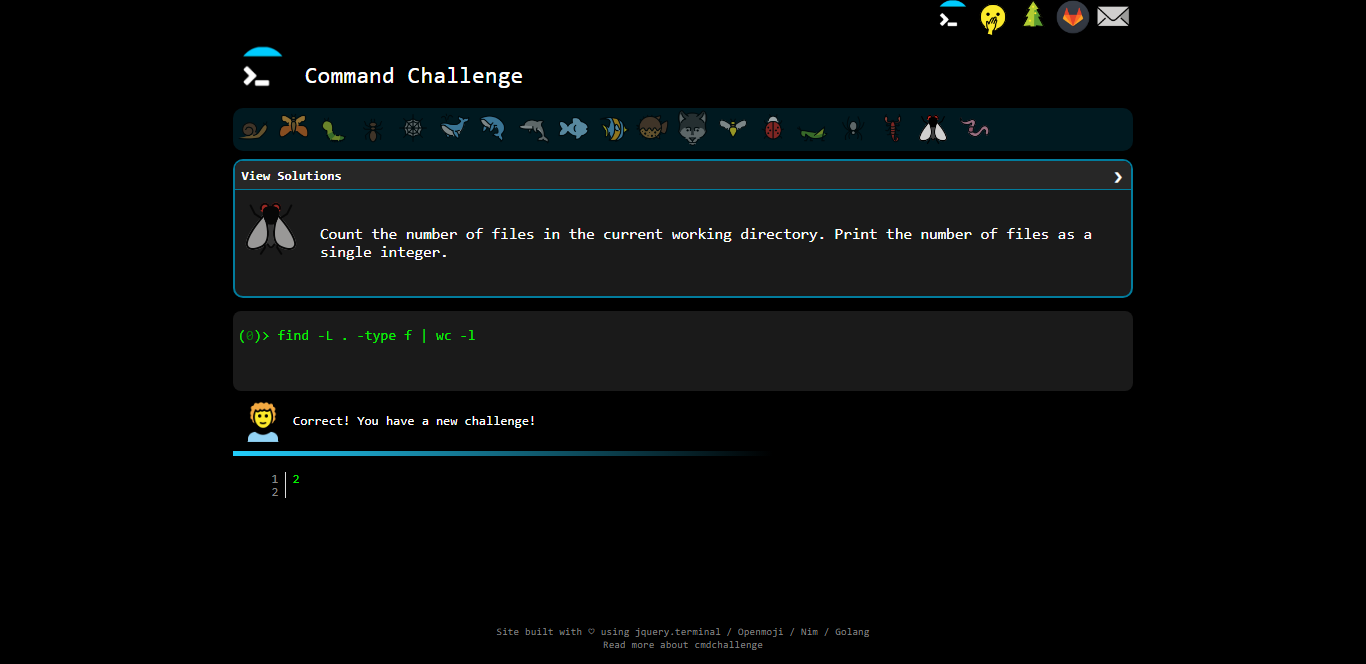 Command Challenge
View Solutions
Count the number of files in the current working directory. Print the number of files as a
single integer.
(0)> find -L . -type f | wc -l
Correct! You have a new challenge!
1 2
2
Site built with ♡ using jquery.terminal / Openmoji / Nim / Golang
Read more about cmdchallenge